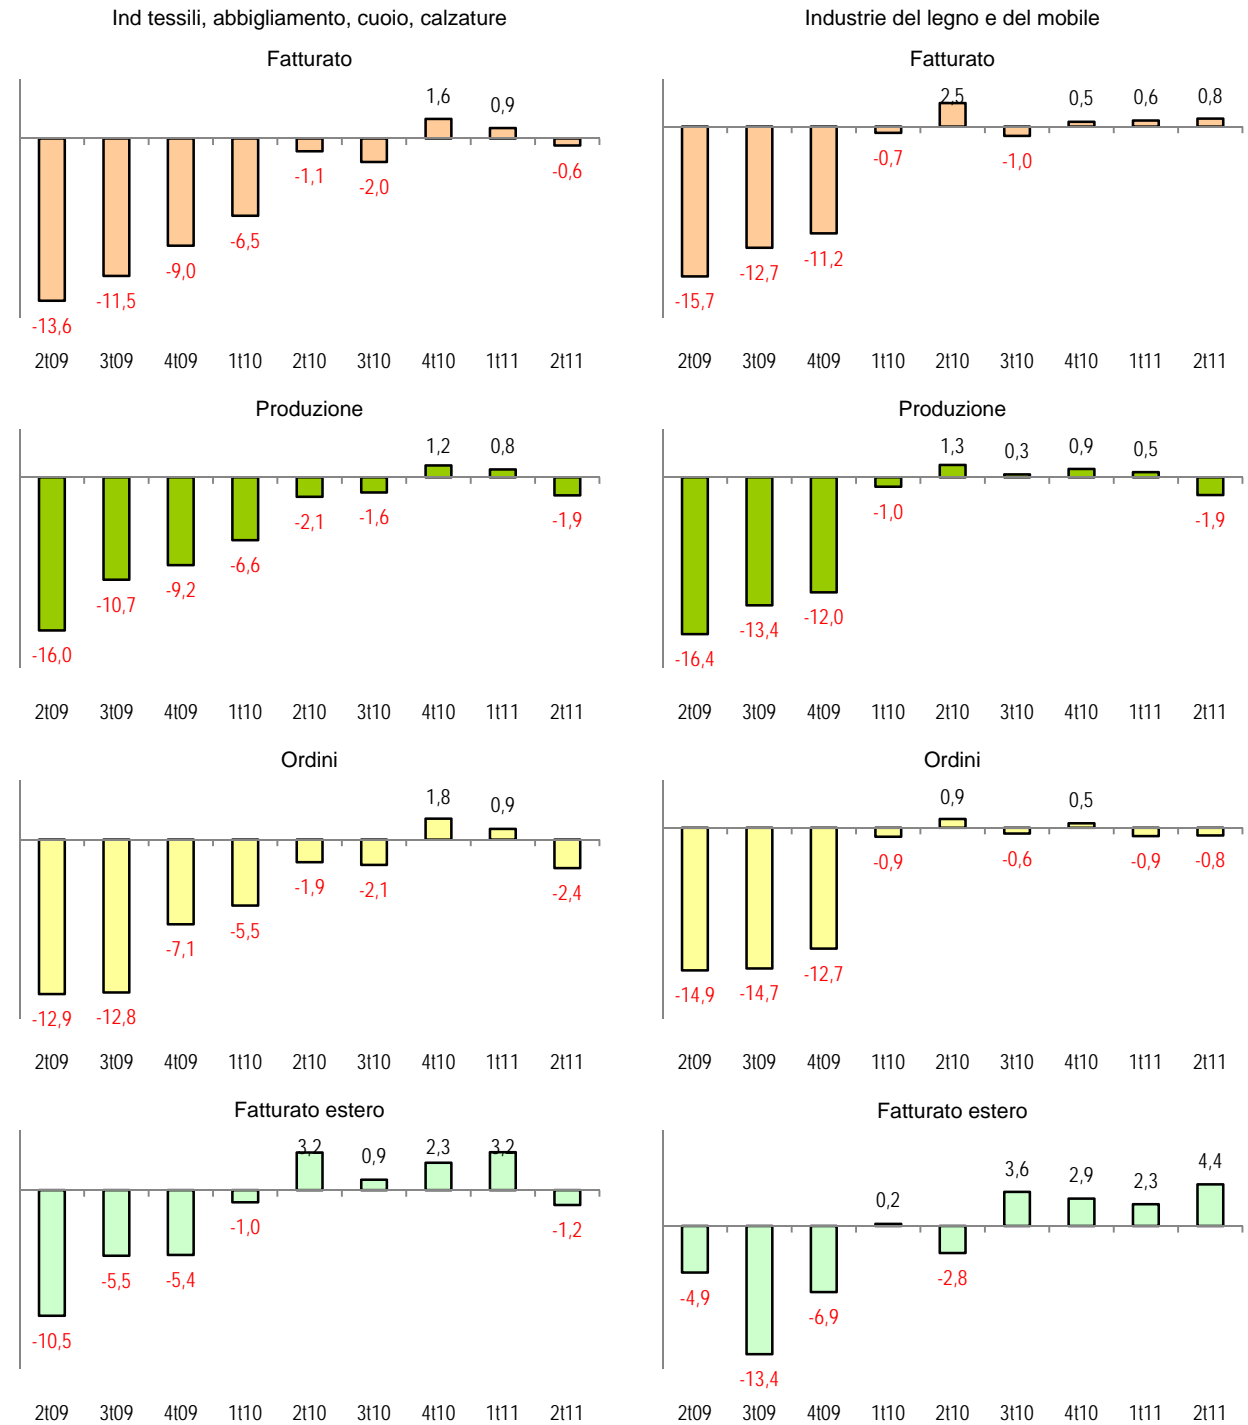 Ind tessili, abbigliamento, cuoio, calzature
Fatturato
1,6 0,9
-1,1 -2,0 -0,6
-6,5
-9,0
-11,5
-13,6
2t09 3t09 4t09 1t10 2t10 3t10 4t10 1t11 2t11
Produzione
1,2 0,8
-2,1 -1,6 -1,9
-6,6
-9,2
-10,7
-16,0
2t09 3t09 4t09 1t10 2t10 3t10 4t10 1t11 2t11
Ordini
1,8 0,9
-1,9 -2,1 -2,4
-5,5
-7,1
-12,9 -12,8
2t09 3t09 4t09 1t10 2t10 3t10 4t10 1t11 2t11
Fatturato estero
3,2 0,9 2,3 3,2
-1,0 -1,2
-5,5 -5,4
-10,5
2t09 3t09 4t09 1t10 2t10 3t10 4t10 1t11 2t11
Industrie del legno e del mobile
Fatturato
2,5 0,5 0,6 0,8
-0,7 -1,0
-11,2
-12,7
-15,7
2t09 3t09 4t09 1t10 2t10 3t10 4t10 1t11 2t11
Produzione
1,3 0,3 0,9 0,5
-1,0 -1,9
-12,0
-13,4
-16,4
2t09 3t09 4t09 1t10 2t10 3t10 4t10 1t11 2t11
Ordini
0,9 0,5
-0,9 -0,6 -0,9 -0,8
-12,7
-14,9 -14,7
2t09 3t09 4t09 1t10 2t10 3t10 4t10 1t11 2t11
Fatturato estero
0,2 3,6 2,9 2,3 4,4
-2,8
-4,9
-6,9
-13,4
2t09 3t09 4t09 1t10 2t10 3t10 4t10 1t11 2t11